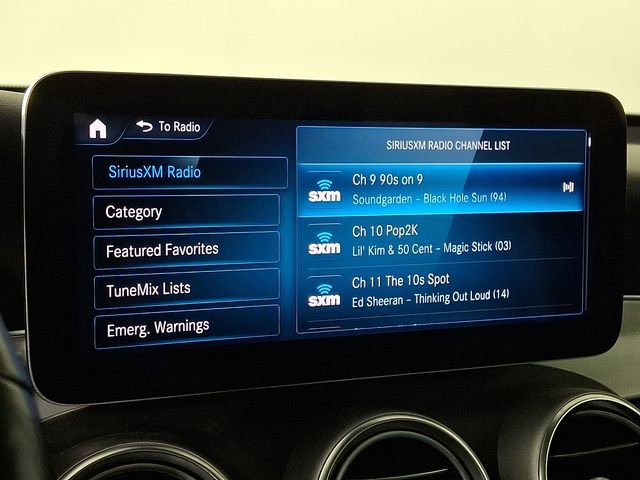 To Radio
SiriusXM Radio
Category
Featured Favorites
TuneMix Lists
Emerg. Warnings
SIRIUSXM RADIO CHANNEL LIST
sxm
Ch 9 90s on 9
Soundgarden - Black Hole Sun (94)
sxm
Ch 10 Pop2K
Lil' Kim & 50 Cent - Magic Stick (03)
sxm
Ch 11 The 10s Spot
Ed Sheeran - Thinking Out Loud (14)